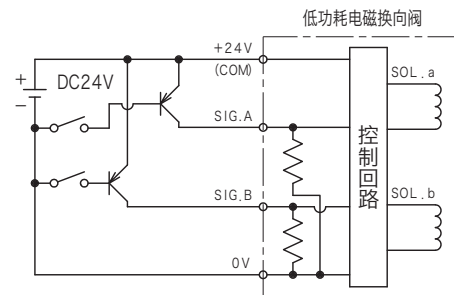 低功耗电磁换向阀
+24V
(COM)
+
DC24V
−
SOL.a
SIG.A
控制回路
SIG.B
SOL.b
0V